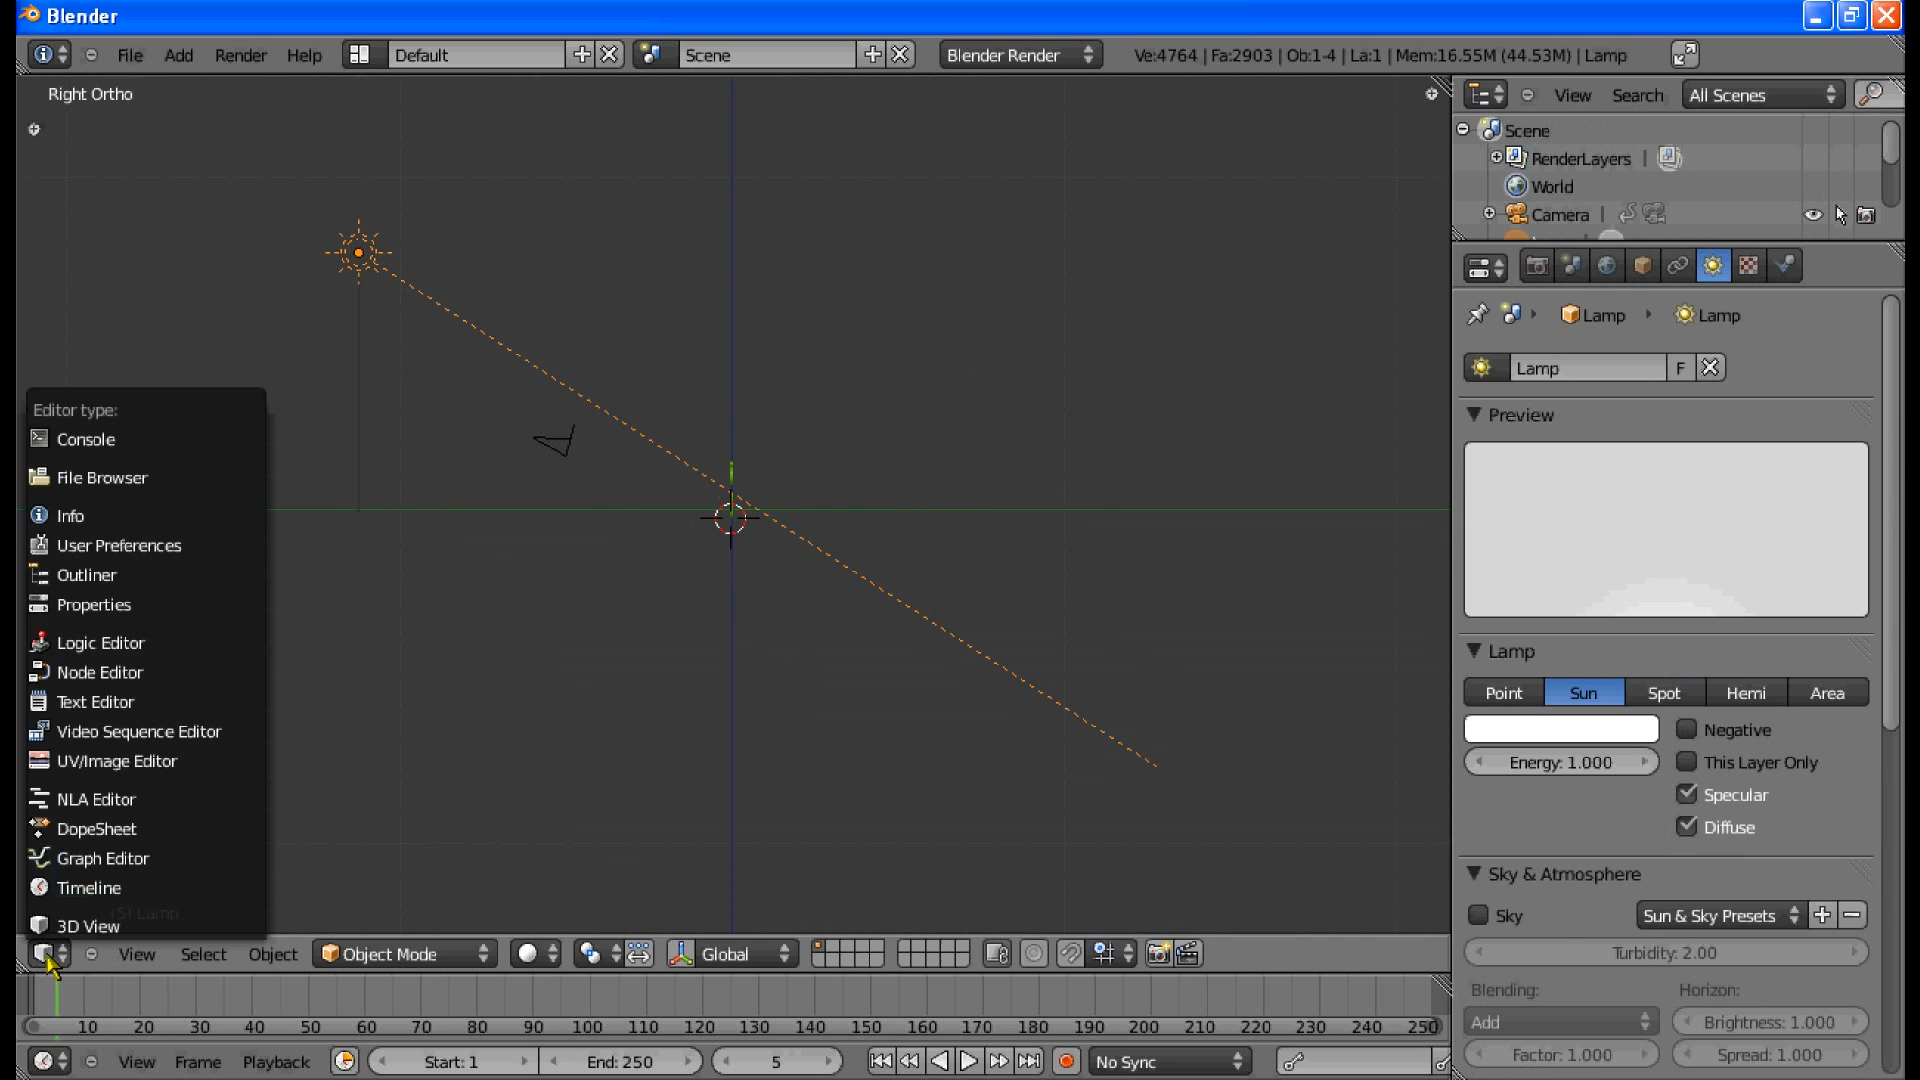 Blender
File Add Render Help Default Scene Blender Render Ve:4764 | Fa:2903 | Ob:1-4 | La:1 | Mem:16.55M (44.53M) | Lamp
Right Ortho
View Search All Scenes
Scene
RenderLayers
World
Camera
Lamp Lamp
Lamp F
Preview
Lamp
Point Sun Spot Hemi Area
Negative
Energy: 1.000 This Layer Only
Specular
Diffuse
Sky & Atmosphere
Sky Sun & Sky Presets
Turbidity: 2.00
Blending: Horizon:
Add Brightness: 1.000
Factor: 1.000 Spread: 1.000
Editor type:
Console
File Browser
Info
User Preferences
Outliner
Properties
Logic Editor
Node Editor
Text Editor
Video Sequence Editor
UV/Image Editor
NLA Editor
DopeSheet
Graph Editor
Timeline
(5) Lamp
3D View
View Select Object Object Mode Global
10 20 30 40 50 60 70 80 90 100 110 120 130 140 150 160 170 180 190 200 210 220 230 240 250
View Frame Playback Start: 1 End: 250 5 No Sync